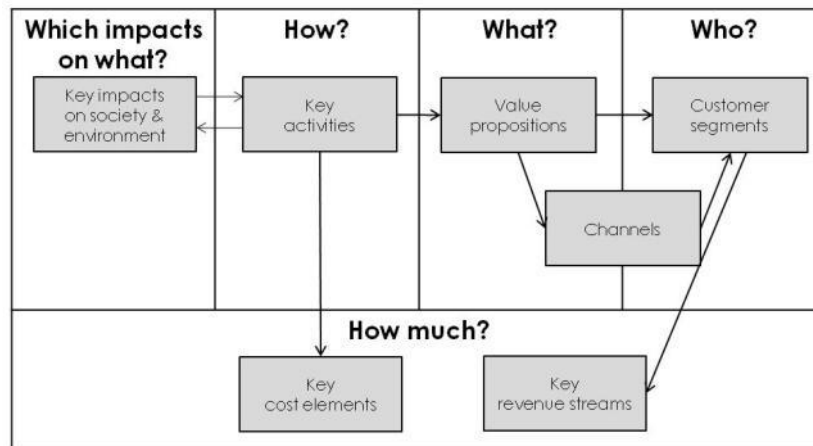 Which impacts
on what?
How?
What?
Who?
Key impacts
on society &
environment
Key
activities
Value
propositions
Customer
segments
Channels
How much?
Key
cost elements
Key
revenue streams